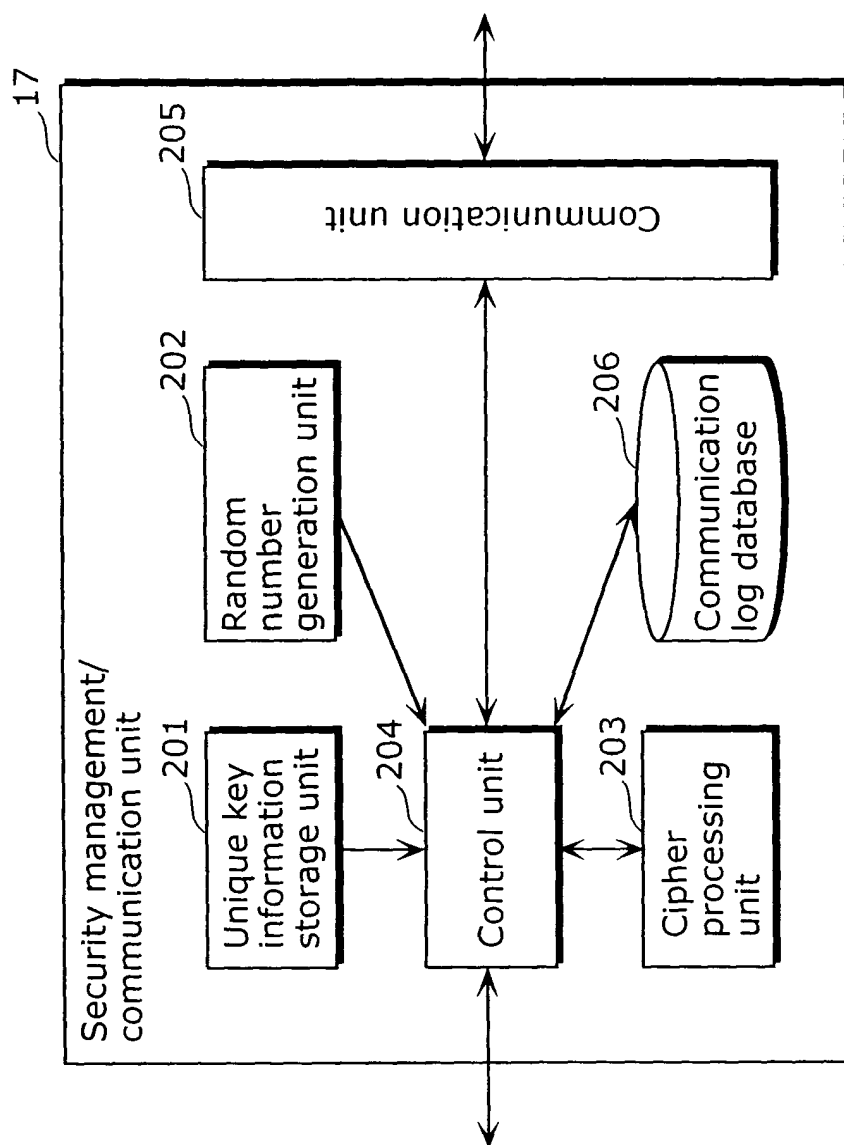 17
Security management/
communication unit
201
Unique key
information
storage unit
202
Random
number
generation unit
205
Communication unit
204
Control unit
203
Cipher
processing
unit
206
Communication
log database